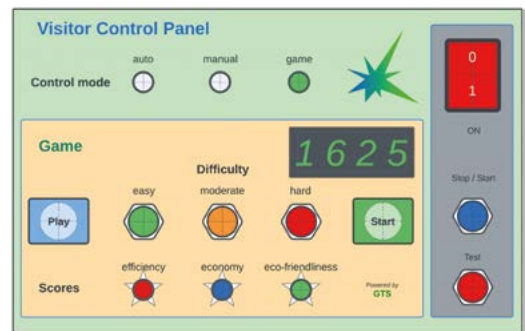 Visitor Control Panel
auto manual game
Control mode
0
1
ON
Game
1625
Difficulty
easy moderate hard
Play
Start
Stop / Start
efficiency economy eco-friendliness
Scores
Powered by
GTS
Test